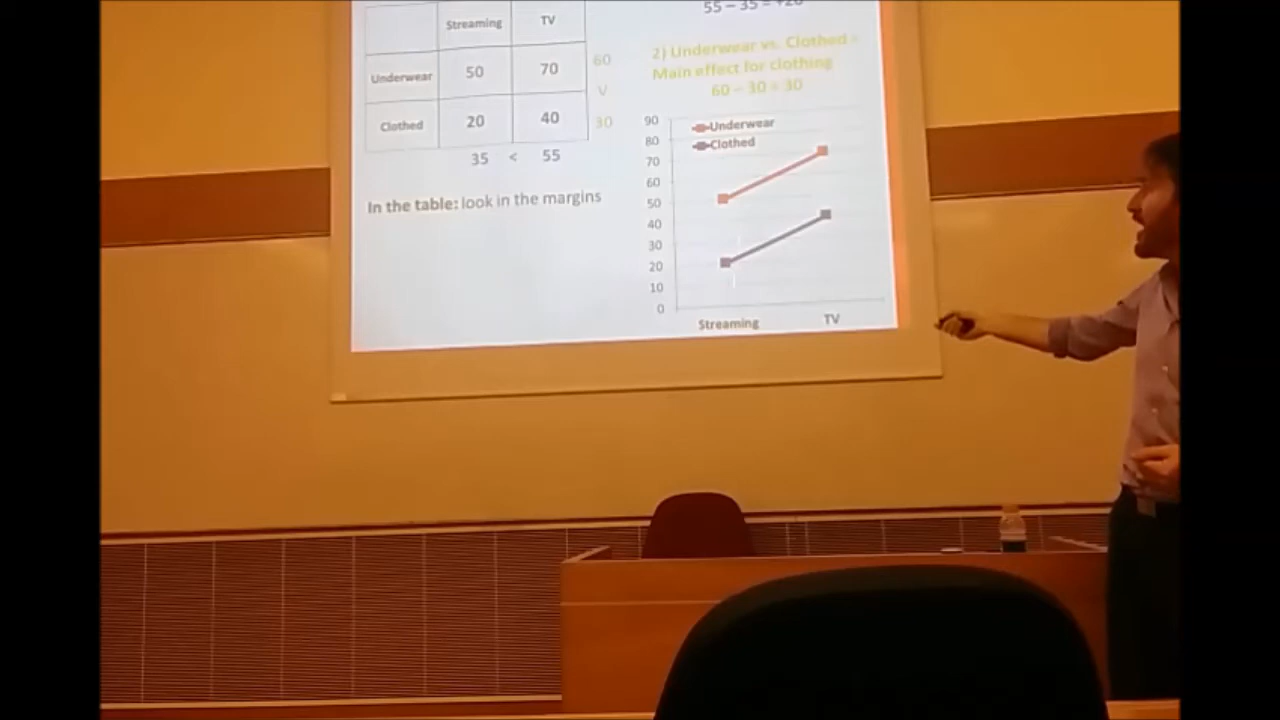 Streaming TV
Underwear 50 70 60
V
Clothed 20 40 30
35 < 55
In the table: look in the margins
55 – 35 = +20
2) Underwear vs. Clothed =
Main effect for clothing
60 – 30 = 30
90
80
70
60
50
40
30
20
10
0
Underwear
Clothed
Streaming TV